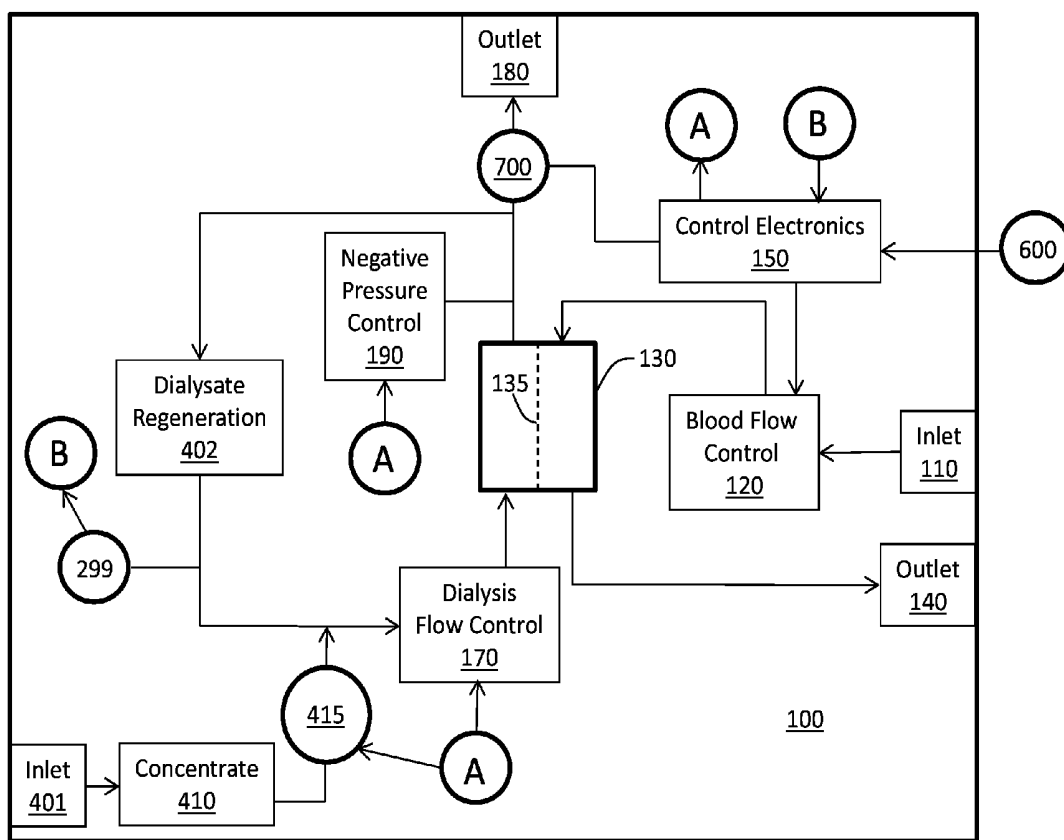 Outlet
180
A
B
700
Control Electronics
150
600
Negative
Pressure
Control
190
135
130
Dialysate
Regeneration
402
Blood Flow
Control
120
Inlet
110
B
A
299
Dialysis
Flow Control
170
Outlet
140
415
A
100
Inlet
401
Concentrate
410